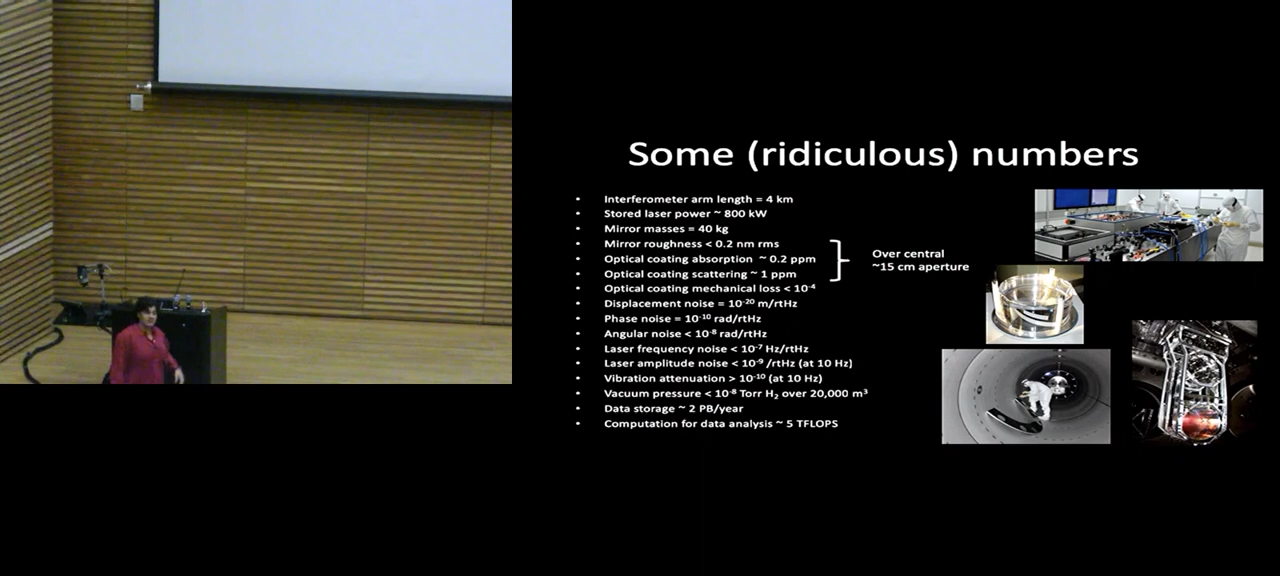 Some (ridiculous) numbers
• Interferometer arm length = 4 km
• Stored laser power ~ 800 kW
• Mirror masses = 40 kg
• Mirror roughness < 0.2 nm rms
• Optical coating absorption ~ 0.2 ppm
• Optical coating scattering ~ 1 ppm
Over central
~15 cm aperture
• Optical coating mechanical loss < 10⁻⁴
• Displacement noise = 10⁻²⁰ m/rtHz
• Phase noise = 10⁻¹⁰ rad/rtHz
• Angular noise < 10⁻⁸ rad/rtHz
• Laser frequency noise < 10⁻⁷ Hz/rtHz
• Laser amplitude noise < 10⁻⁹ /rtHz (at 10 Hz)
• Vibration attenuation > 10⁻¹⁰ (at 10 Hz)
• Vacuum pressure < 10⁻⁸ Torr H₂ over 20,000 m³
• Data storage ~ 2 PB/year
• Computation for data analysis ~ 5 TFLOPS